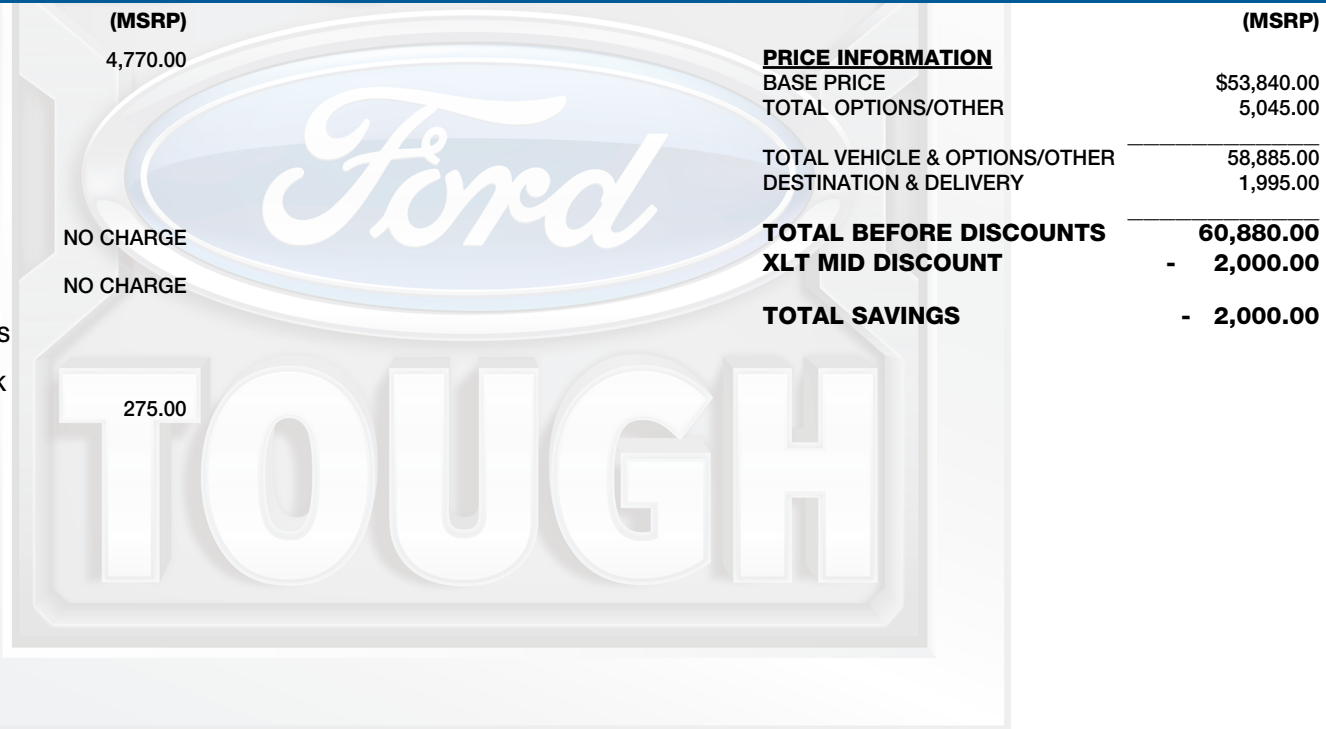 (MSRP)
4,770.00
NO CHARGE
NO CHARGE
S
K
275.00
(MSRP)
PRICE INFORMATION
BASE PRICE $53,840.00
TOTAL OPTIONS/OTHER 5,045.00
TOTAL VEHICLE & OPTIONS/OTHER 58,885.00
DESTINATION & DELIVERY 1,995.00
TOTAL BEFORE DISCOUNTS 60,880.00
XLT MID DISCOUNT - 2,000.00
TOTAL SAVINGS - 2,000.00
Ford
TOUGH